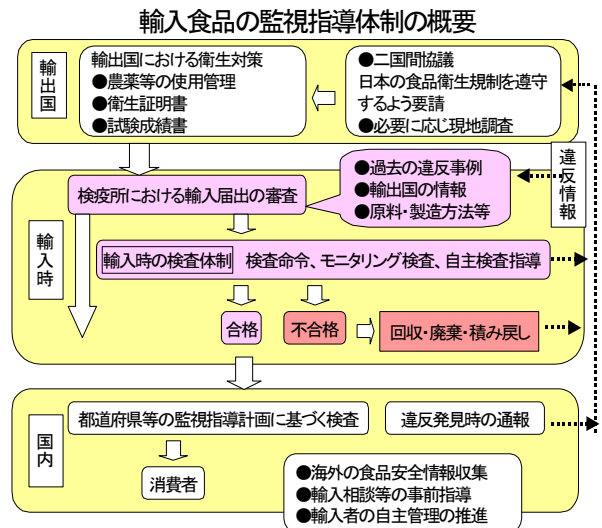 輸入食品の監視指導体制の概要
輸出国
輸出国における衛生対策
●農薬等の使用管理
●衛生証明書
●試験成績書
●二国間協議
日本の食品衛生規制を遵守
するよう要請
●必要に応じ現地調査
違反情報
輸入時
検疫所における輸入届出の審査
●過去の違反事例
●輸出国の情報
●原料・製造方法等
輸入時の検査体制 検査命令、モニタリング検査、自主検査指導
合格
不合格
回収・廃棄・積み戻し
国内
都道府県等の監視指導計画に基づく検査
違反発見時の通報
消費者
●海外の食品安全情報収集
●輸入相談等の事前指導
●輸入者の自主管理の推進